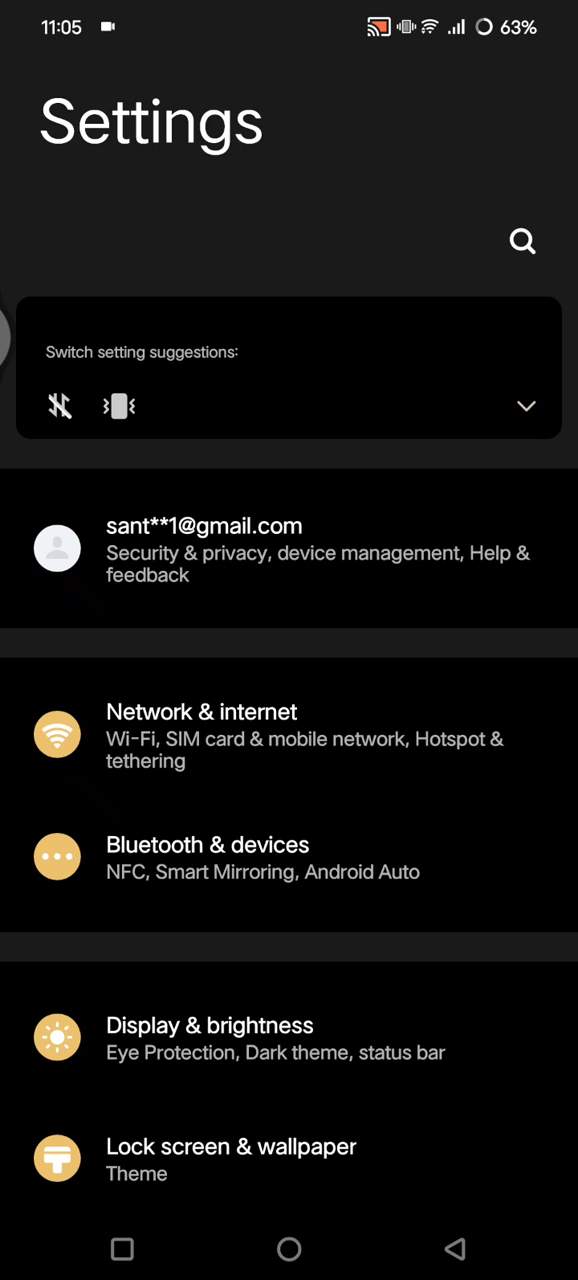 11:05
63%
Settings
Switch setting suggestions:
sant**1@gmail.com
Security & privacy, device management, Help &
feedback
Network & internet
Wi-Fi, SIM card & mobile network, Hotspot &
tethering
Bluetooth & devices
NFC, Smart Mirroring, Android Auto
Display & brightness
Eye Protection, Dark theme, status bar
Lock screen & wallpaper
Theme